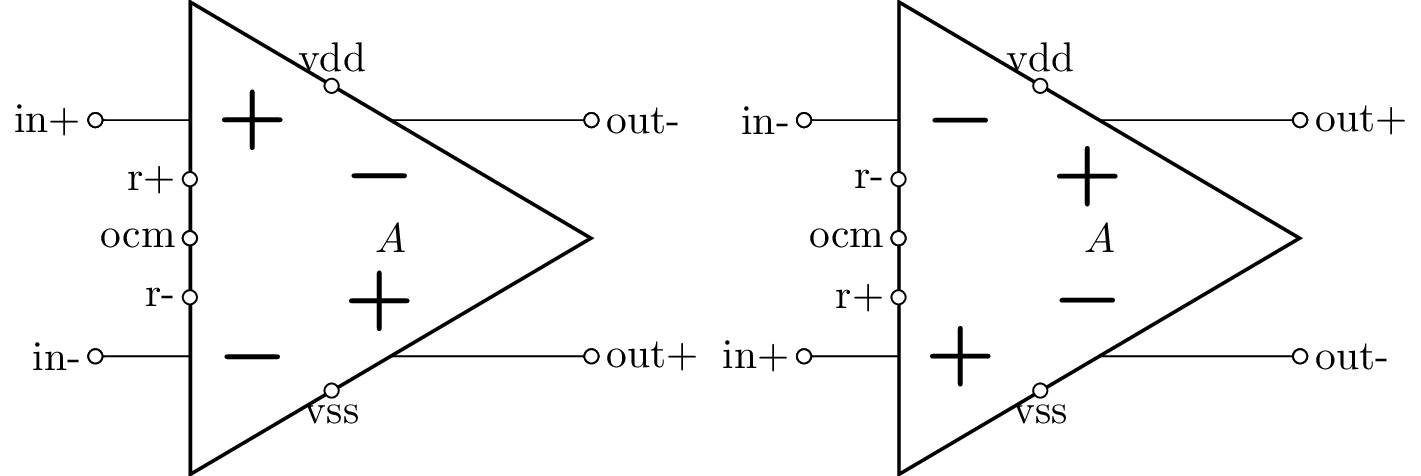 vdd
in+
+
out-
r+
−
ocm
A
r-
+
in-
−
out+
vss
vdd
in-
−
out+
r-
+
ocm
A
r+
−
in+
+
out-
vss